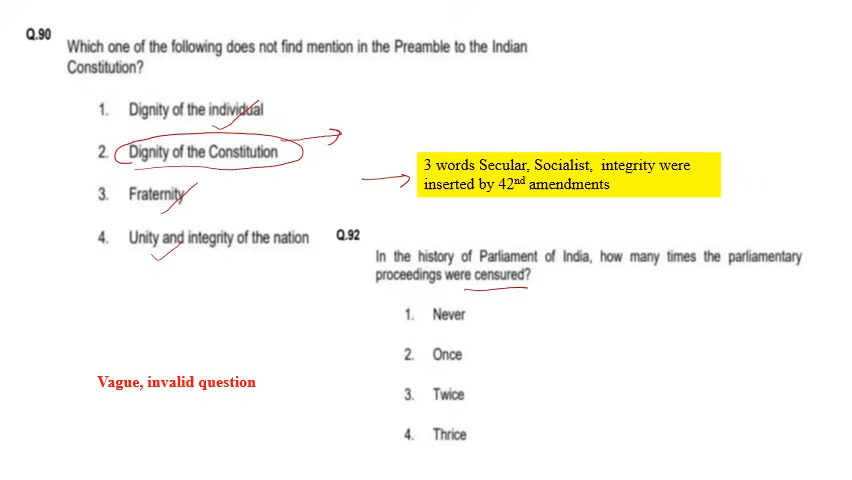 Q.90
Which one of the following does not find mention in the Preamble to the Indian
Constitution?
1. Dignity of the individual
2. Dignity of the Constitution
3. Fraternity
4. Unity and integrity of the nation
3 words Secular, Socialist, integrity were
inserted by 42nd amendments
Q.92
In the history of Parliament of India, how many times the parliamentary
proceedings were censured?
1. Never
2. Once
3. Twice
4. Thrice
Vague, invalid question